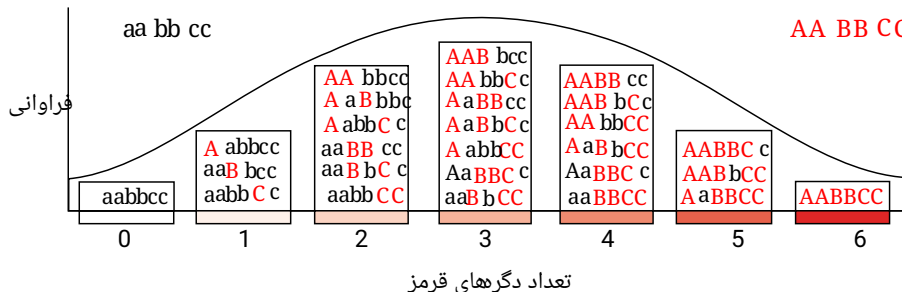 aa bb cc
AA BB CC
فراوانی
aabbcc
A abbcc
aaB bcc
aabb C c
AA bbcc
A a B bbc
A abb C c
aa BB cc
aa B b C c
aabb CC
AAB bcc
AA bb C c
A a BB cc
A a B b C c
A abb CC
Aa BBC c
aa B b CC
AABB cc
AAB b C c
AA bb CC
A a B b CC
Aa BBC c
aa BBCC
AABBC c
AAB b CC
A a BBCC
AABBCC
0 1 2 3 4 5 6
تعداد دگره‌های قرمز